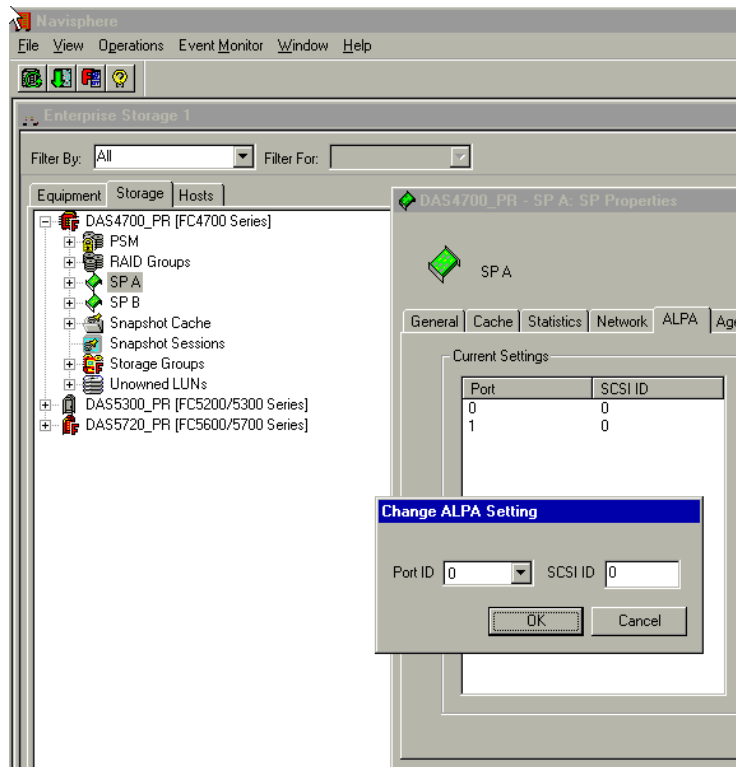 Navisphere
File View Operations Event Monitor Window Help
Enterprise Storage 1
Filter By: All Filter For:
Equipment Storage Hosts
DAS4700_PR [FC4700 Series]
PSM
RAID Groups
SP A
SP B
Snapshot Cache
Snapshot Sessions
Storage Groups
Unowned LUNs
DAS5300_PR [FC5200/5300 Series]
DAS5720_PR [FC5600/5700 Series]
DAS4700_PR - SP A: SP Properties
SP A
General Cache Statistics Network ALPA Age
Current Settings
Port SCSI ID
0 0
1 0
Change ALPA Setting
Port ID 0 SCSI ID 0
OK Cancel